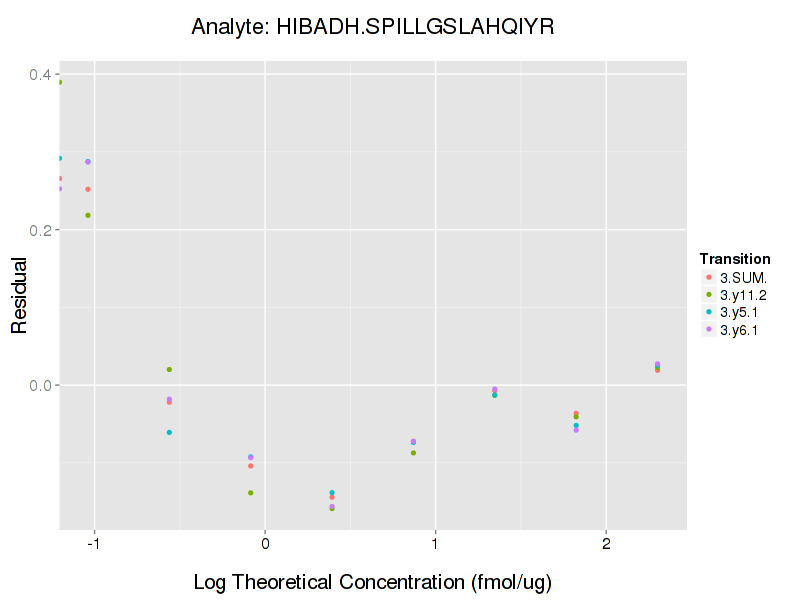 Analyte: HIBADH.SPILLGSLAHQIYR
0.4
0.2
0.0
Residual
-1 0 1 2
Log Theoretical Concentration (fmol/ug)
Transition
3.SUM.
3.y11.2
3.y5.1
3.y6.1